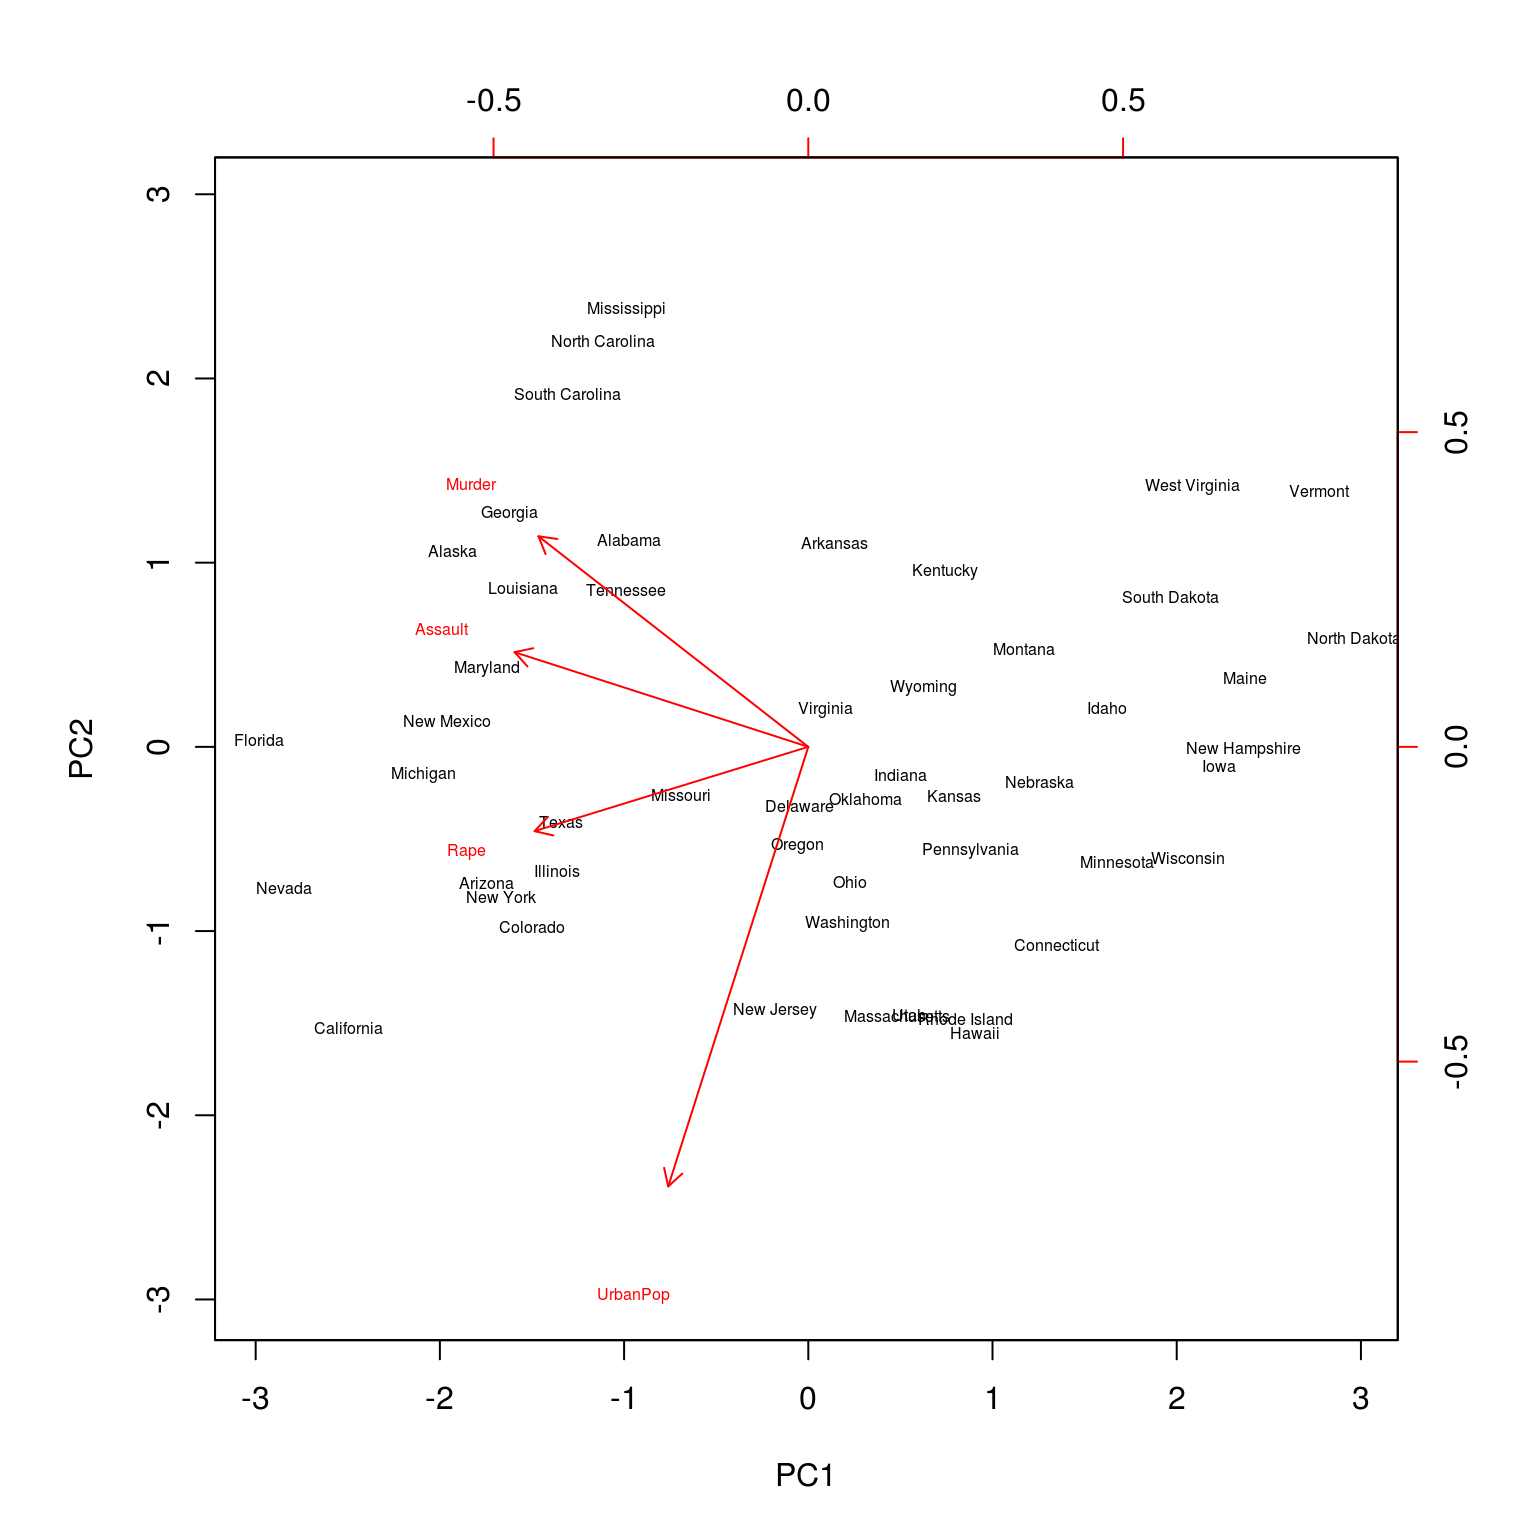 -0.5 0.0 0.5
3
Mississippi
North Carolina
2
South Carolina
0.5
Murder
West Virginia
Vermont
Georgia
Alabama
Arkansas
Alaska
1
Kentucky
Louisiana
Tennessee
South Dakota
Assault
North Dakota
Montana
Maryland
Maine
Wyoming
Virginia
Idaho
New Mexico
Florida
PC2
0
New Hampshire
0.0
Iowa
Michigan
Indiana
Nebraska
Missouri
Kansas
Oklahoma
Delaware
Texas
Oregon
Rape
Pennsylvania
Wisconsin
Minnesota
Illinois
Ohio
Arizona
Nevada
New York
Washington
Colorado
-1
Connecticut
New Jersey
Massachusetts
Utah
Rhode Island
California
Hawaii
-0.5
-2
UrbanPop
-3
-3 -2 -1 0 1 2 3
PC1